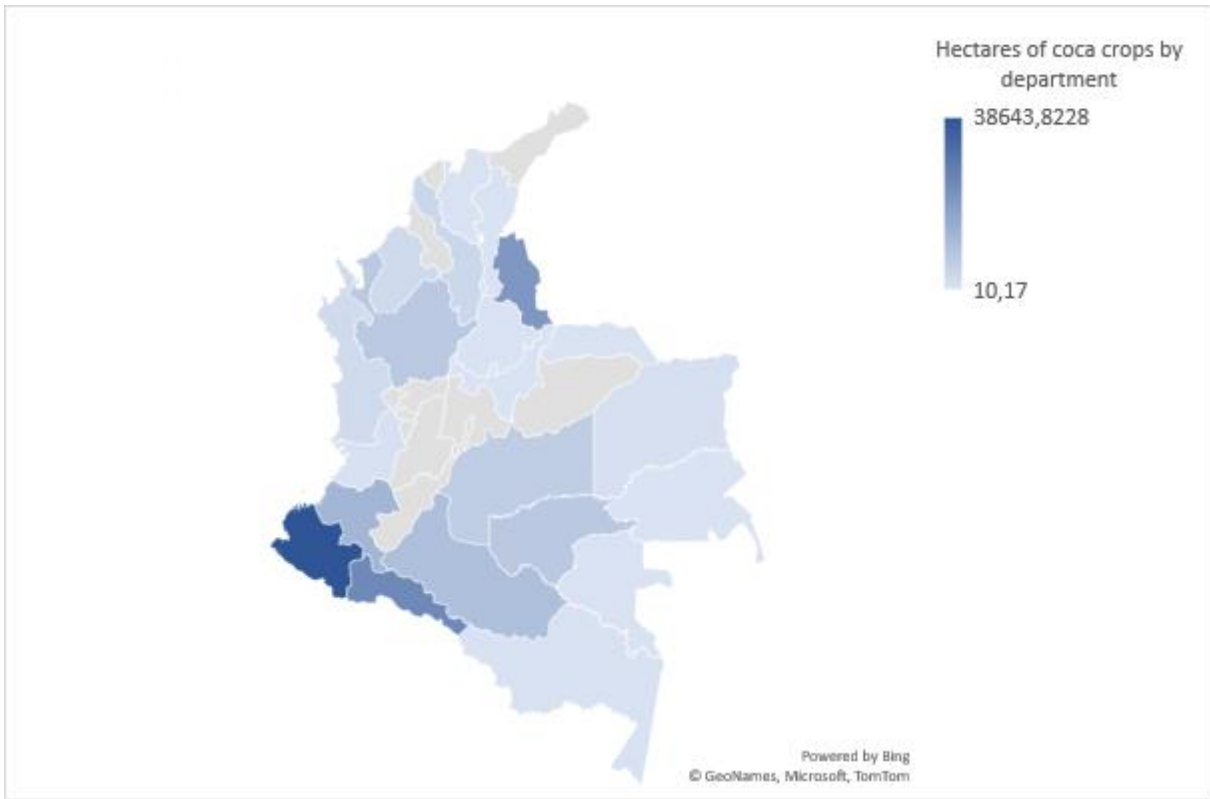 Hectares of coca crops by
department
38643,8228
10,17
Powered by Bing
© GeoNames, Microsoft, TomTom